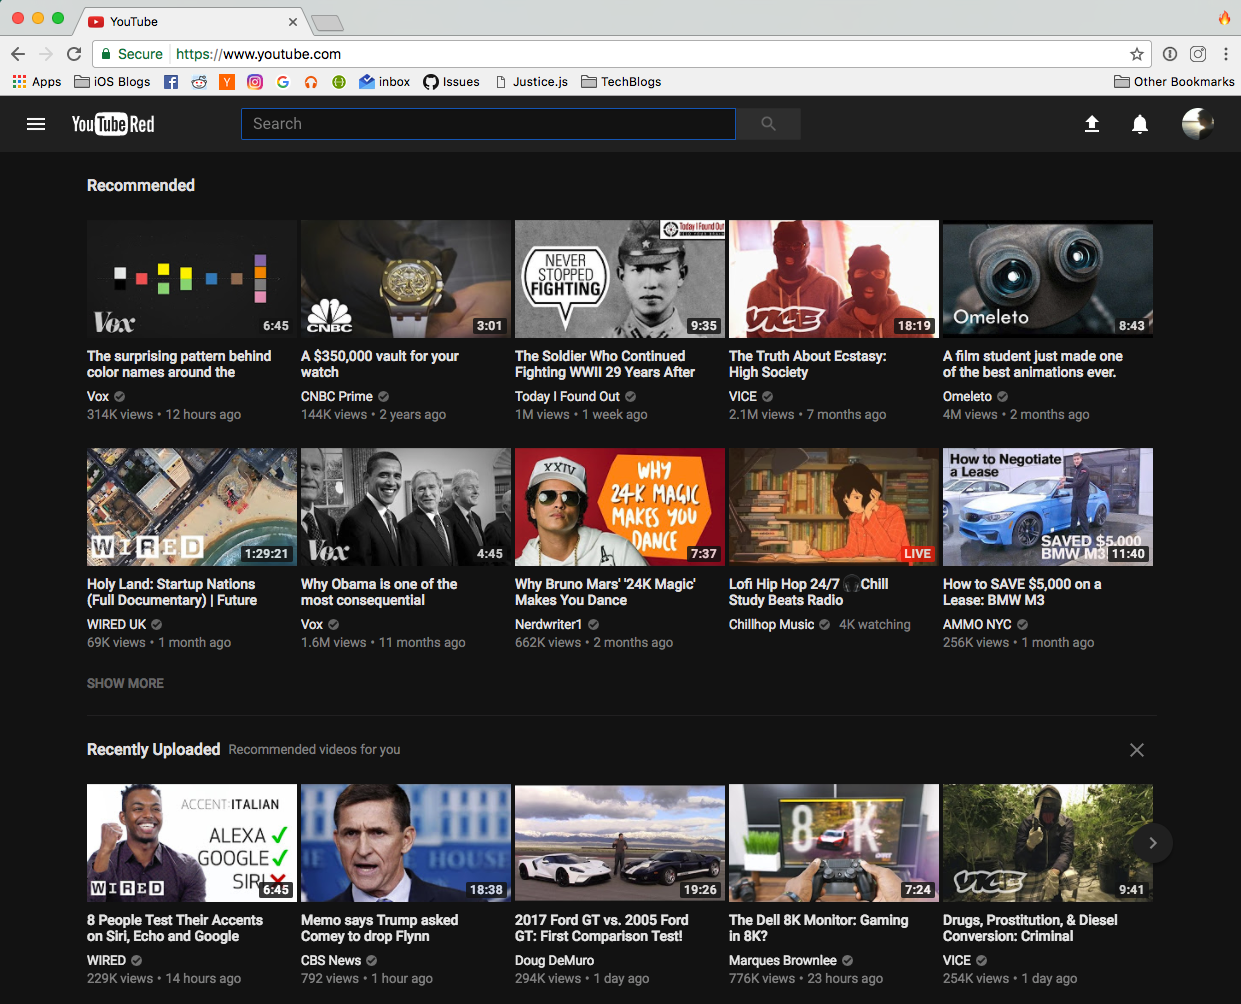 YouTube
Secure https://www.youtube.com
Apps iOS Blogs inbox Issues Justice.js TechBlogs Other Bookmarks
YouTube Red Search
Recommended
Vox 6:45
CNBC 3:01
Today I Found Out
NEVER
STOPPED
FIGHTING
9:35
VICE 18:19
Omeleto 8:43
The surprising pattern behind
color names around the
Vox
314K views • 12 hours ago
A $350,000 vault for your
watch
CNBC Prime
144K views • 2 years ago
The Soldier Who Continued
Fighting WWII 29 Years After
Today I Found Out
1M views • 1 week ago
The Truth About Ecstasy:
High Society
VICE
2.1M views • 7 months ago
A film student just made one
of the best animations ever.
Omeleto
4M views • 2 months ago
WIRED 1:29:21
Vox 4:45
XXIV
WHY
24-K MAGIC
MAKES YOU
DANCE
7:37
LIVE
How to Negotiate
a Lease
SAVED $5,000
BMW M3 11:40
Holy Land: Startup Nations
(Full Documentary) | Future
WIRED UK
69K views • 1 month ago
Why Obama is one of the
most consequential
Vox
1.6M views • 11 months ago
Why Bruno Mars' '24K Magic'
Makes You Dance
Nerdwriter1
662K views • 2 months ago
Lofi Hip Hop 24/7 🎧Chill
Study Beats Radio
Chillhop Music 4K watching
How to SAVE $5,000 on a
Lease: BMW M3
AMMO NYC
256K views • 1 month ago
SHOW MORE
Recently Uploaded Recommended videos for you
ACCENT:ITALIAN
ALEXA
GOOGLE
SIRI
WIRED 6:45
HOUSE
18:38
19:26
8 K
7:24
VICE 9:41
8 People Test Their Accents
on Siri, Echo and Google
WIRED
229K views • 14 hours ago
Memo says Trump asked
Comey to drop Flynn
CBS News
792 views • 1 hour ago
2017 Ford GT vs. 2005 Ford
GT: First Comparison Test!
Doug DeMuro
294K views • 1 day ago
The Dell 8K Monitor: Gaming
in 8K?
Marques Brownlee
776K views • 23 hours ago
Drugs, Prostitution, & Diesel
Conversion: Criminal
VICE
254K views • 1 day ago